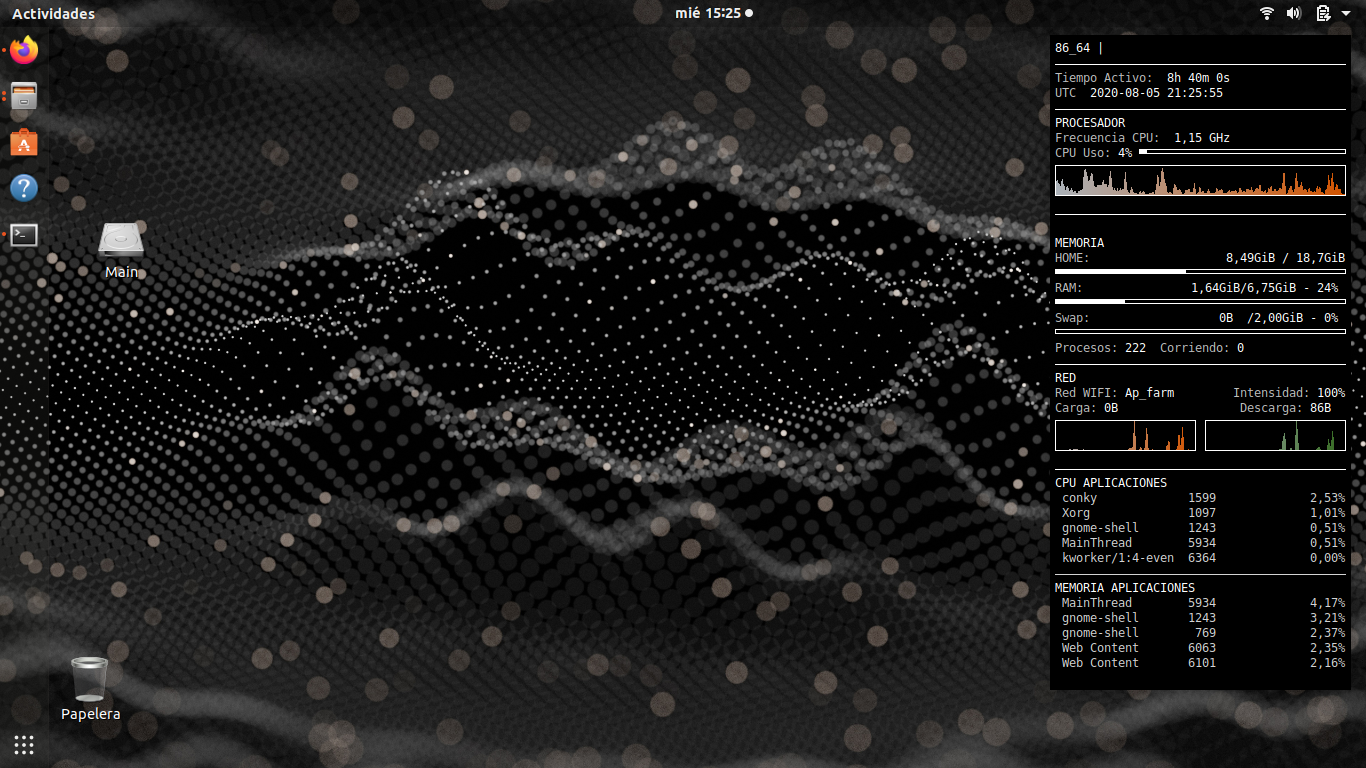 Actividades
mié 15:25
86_64 |
Tiempo Activo: 8h 40m 0s
UTC 2020-08-05 21:25:55
PROCESADOR
Frecuencia CPU: 1,15 GHz
CPU Uso: 4%
MEMORIA
HOME: 8,49GiB / 18,7GiB
RAM: 1,64GiB/6,75GiB - 24%
Swap: 0B /2,00GiB - 0%
Procesos: 222 Corriendo: 0
RED
Red WIFI: Ap_farm Intensidad: 100%
Carga: 0B Descarga: 86B
CPU APLICACIONES
conky 1599 2,53%
Xorg 1097 1,01%
gnome-shell 1243 0,51%
MainThread 5934 0,51%
kworker/1:4-even 6364 0,00%
MEMORIA APLICACIONES
MainThread 5934 4,17%
gnome-shell 1243 3,21%
gnome-shell 769 2,37%
Web Content 6063 2,35%
Web Content 6101 2,16%
Main
Papelera